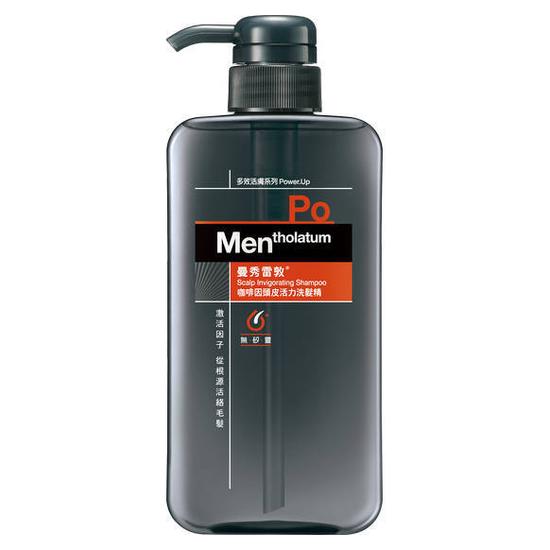 多效活膚系列 Power.Up
Po
Mentholatum
曼秀雷敦®
Scalp Invigorating Shampoo
咖啡因頭皮活力洗髮精
無·矽·靈
激活因子 從根源活絡毛髮